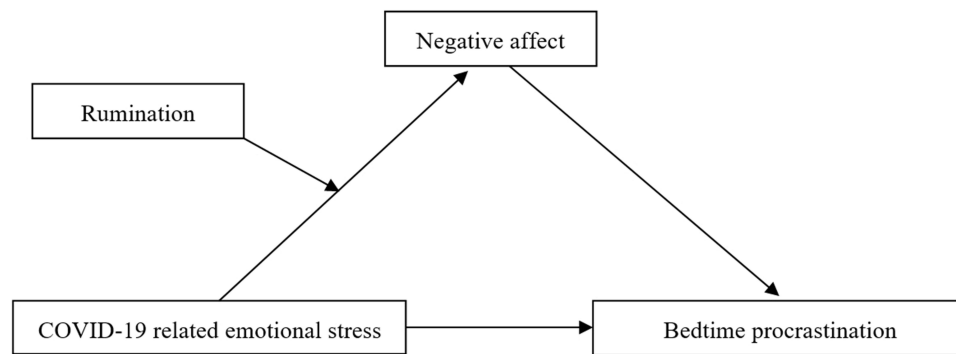 Negative affect
Rumination
COVID-19 related emotional stress
Bedtime procrastination